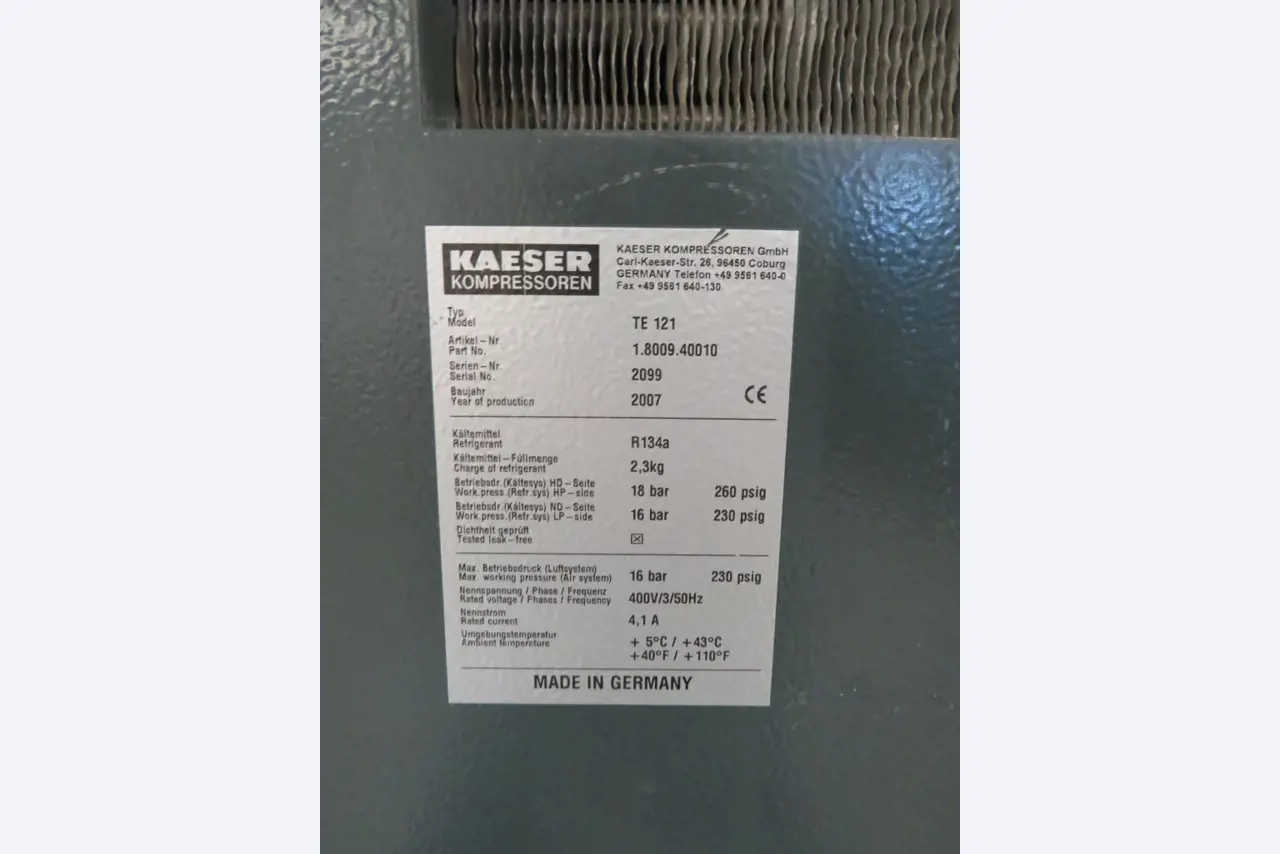 KAESER
KOMPRESSOREN
KAESER KOMPRESSOREN GmbH
Carl-Kaeser-Str. 26, 96450 Coburg
GERMANY Telefon +49 9561 640-0
Fax +49 9561 640-130
Typ
Model TE 121
Artikel-Nr.
Part No. 1.8009.40010
Serien-Nr.
Serial No. 2099
Baujahr
Year of production 2007 CE
Kältemittel
Refrigerant R134a
Kältemittel-Füllmenge
Charge of refrigerant 2,3kg
Betriebsdr.(Kältesys) HD-Seite
Work.press.(Refr.sys) HP-side 18 bar 260 psig
Betriebsdr.(Kältesys) ND-Seite
Work.press.(Refr.sys) LP-side 16 bar 230 psig
Dichtheit geprüft
Tested leak-free ☒
Max. Betriebsdruck (Luftsystem)
Max. working pressure (Air system) 16 bar 230 psig
Nennspannung / Phase / Frequenz
Rated voltage / Phases / Frequency 400V/3/50Hz
Nennstrom
Rated current 4,1 A
Umgebungstemperatur
Ambient temperature + 5°C / +43°C
+40°F / +110°F
MADE IN GERMANY